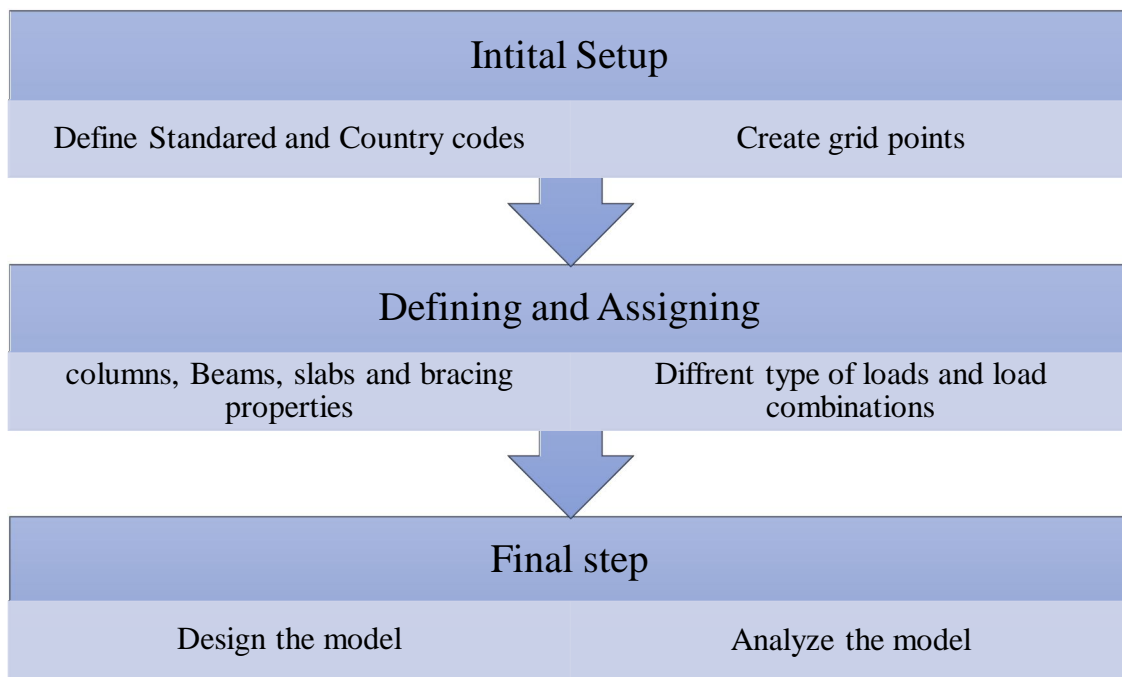 Intital Setup
Define Standared and Country codes
Create grid points
Defining and Assigning
columns, Beams, slabs and bracing
properties
Diffrent type of loads and load
combinations
Final step
Design the model
Analyze the model